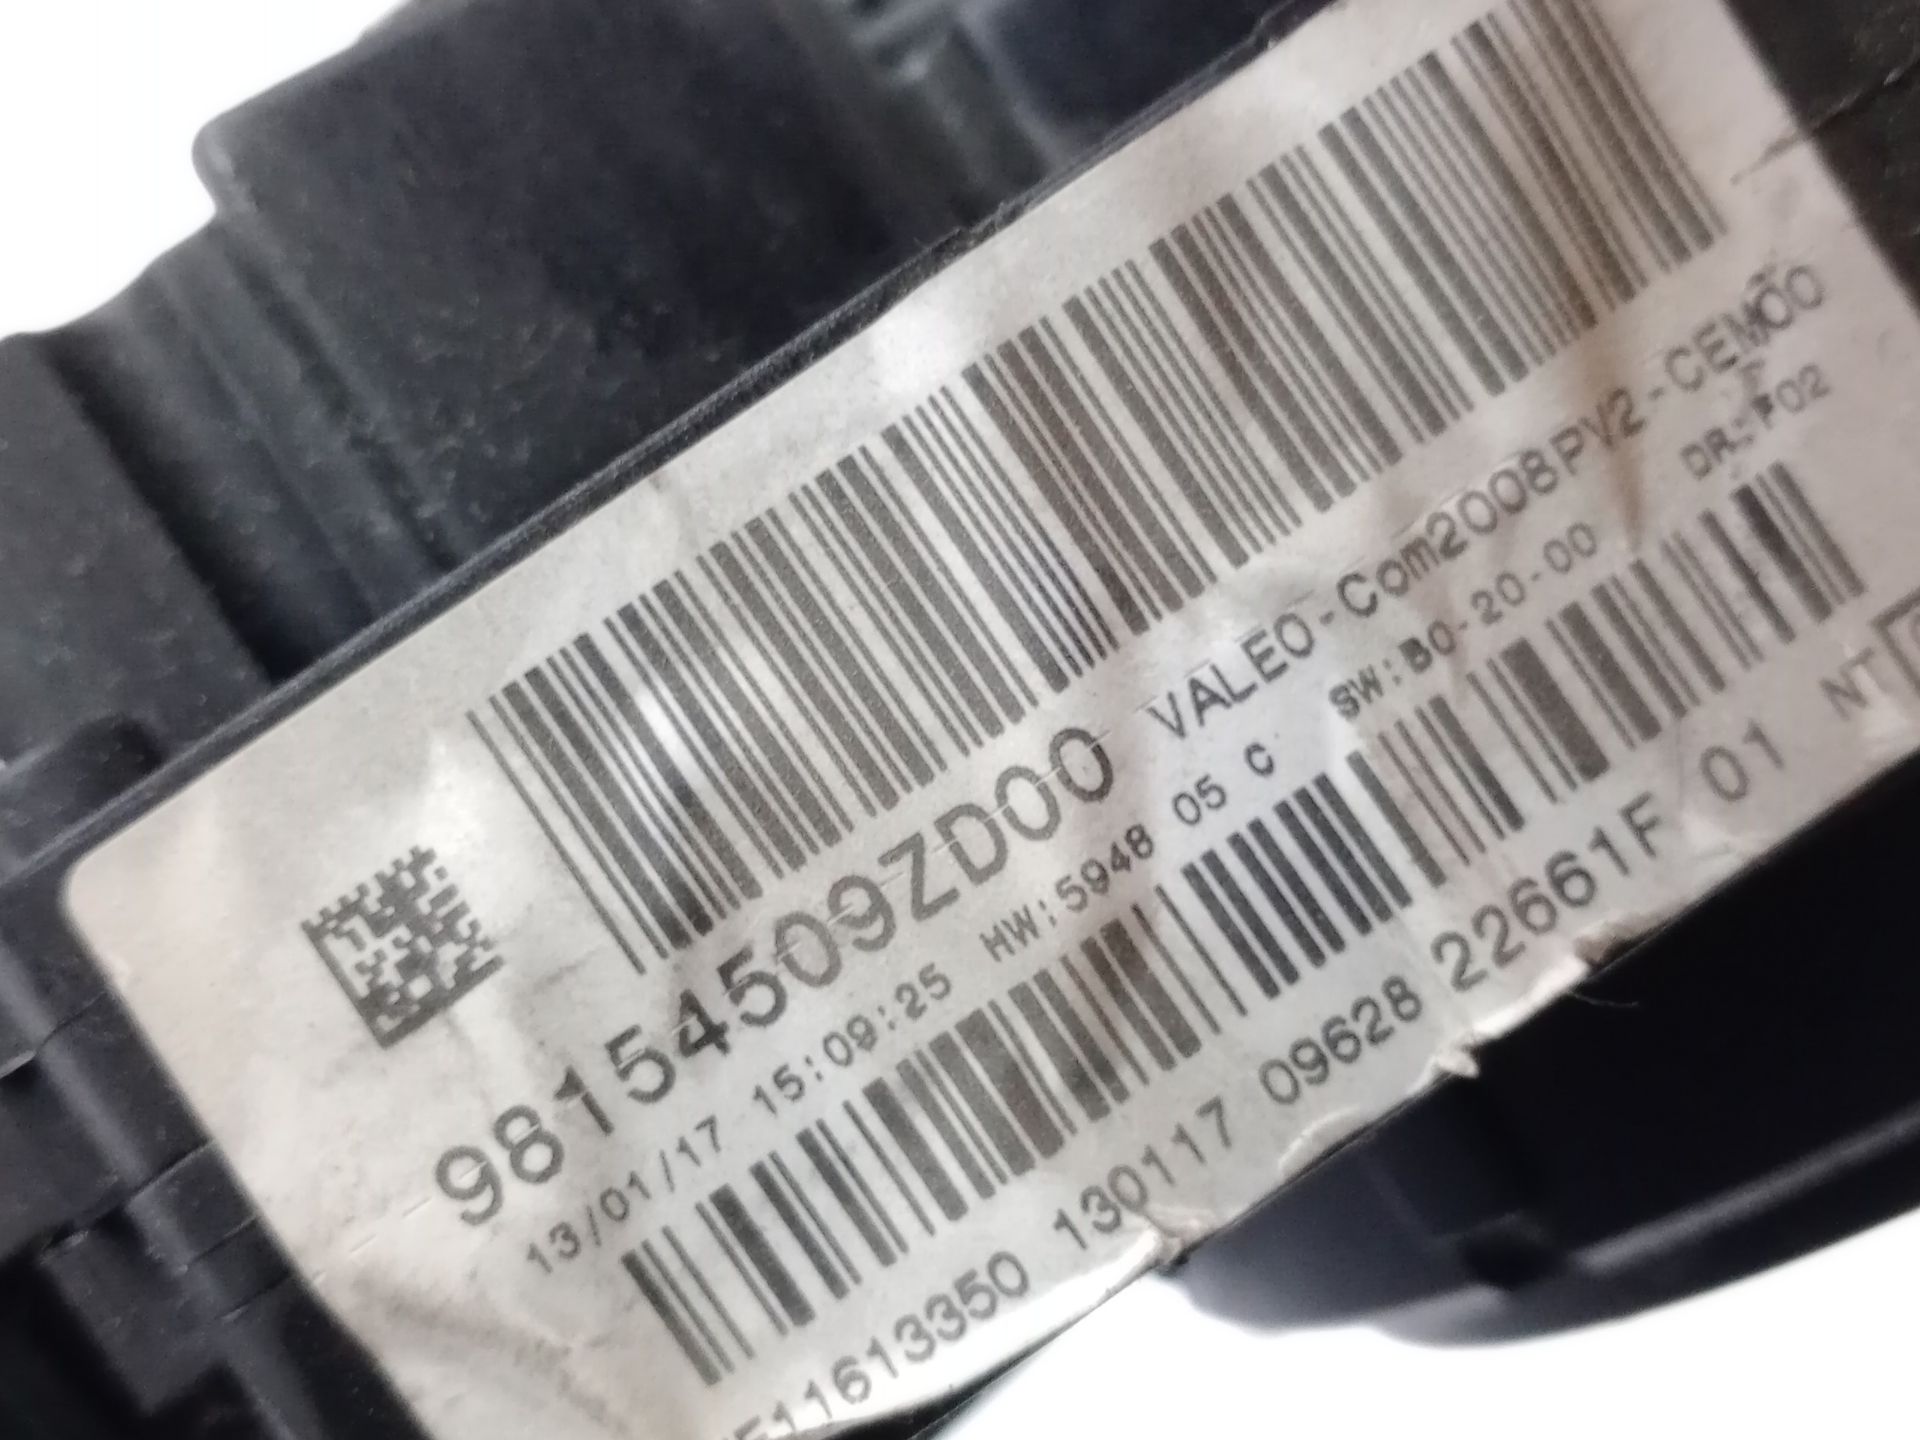 98154509ZD00 VALEO-Com2008PV2-CEM00
13/01/17 15:09:25 HW:5948 05 C SW:B0-20-00 DR:F02
11613350 130117 09628 22661F 01 NT